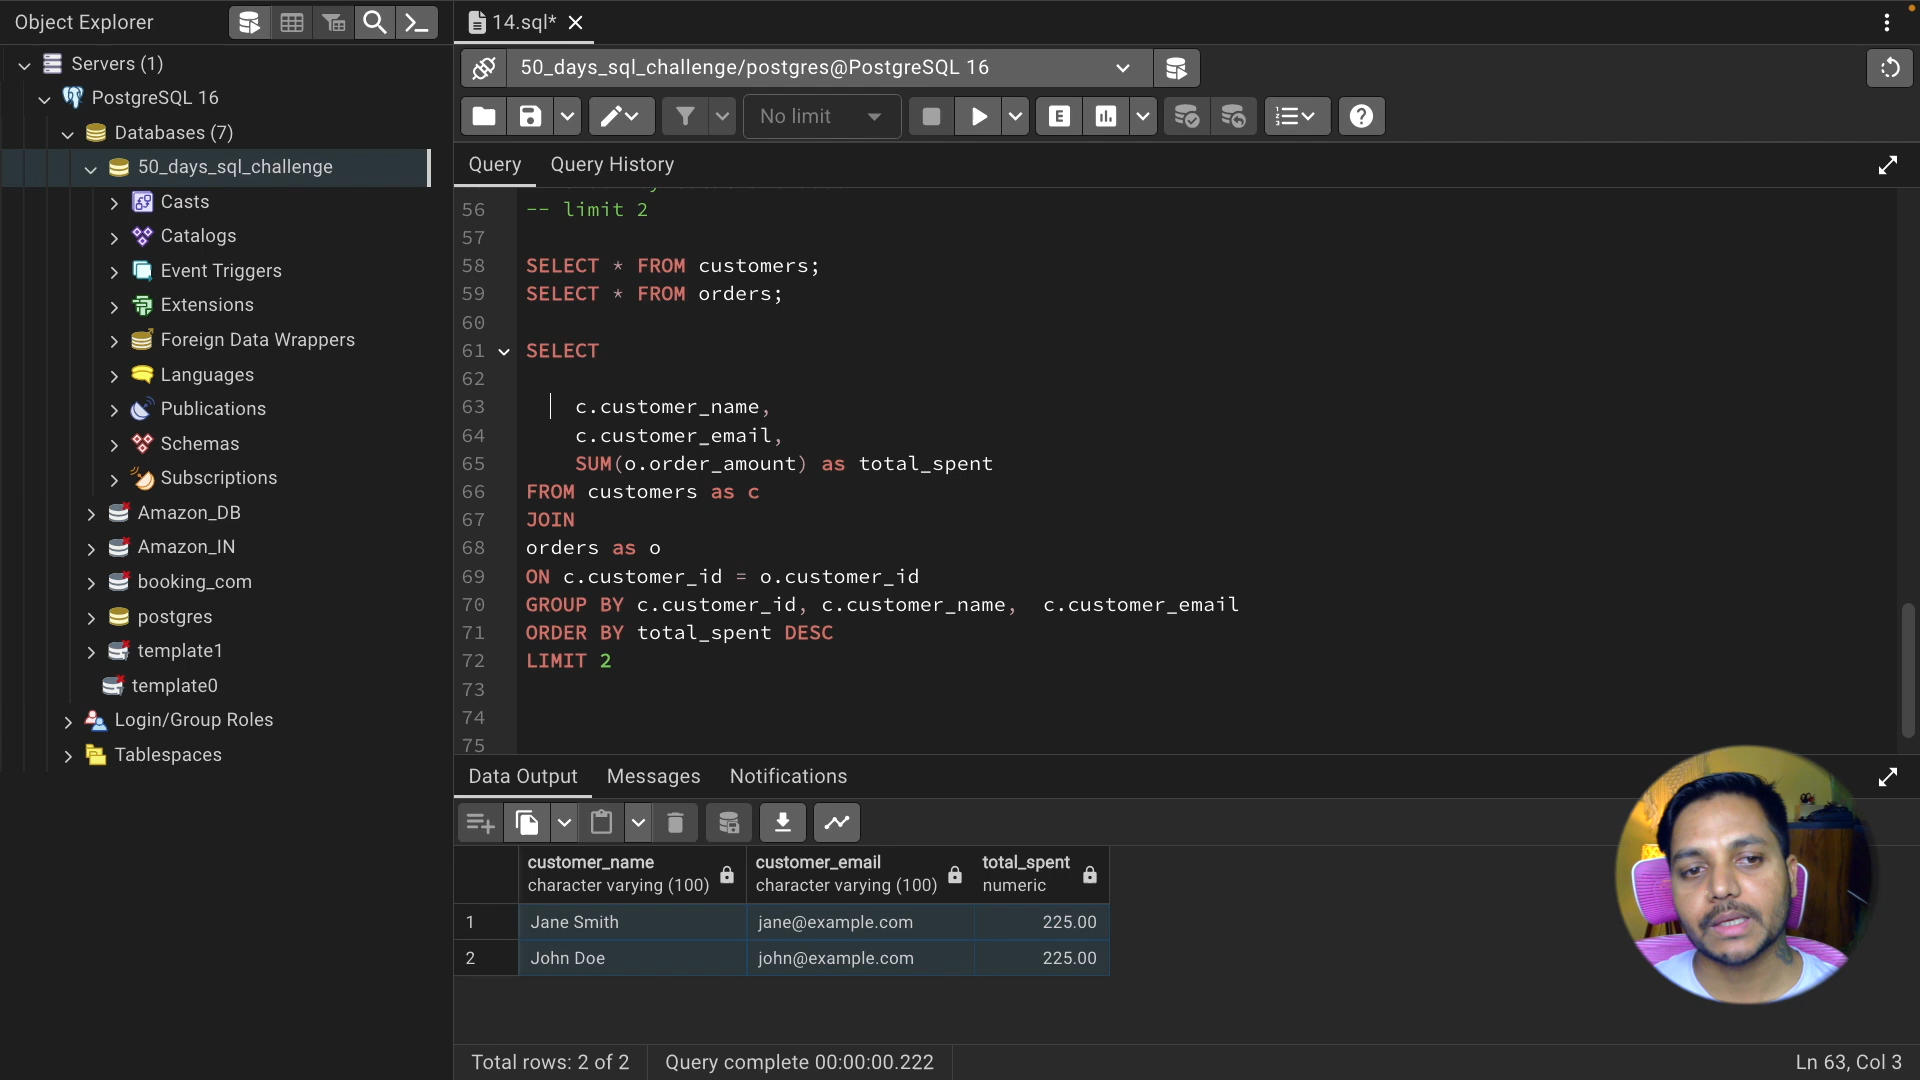 Object Explorer
14.sql*
Servers (1)
PostgreSQL 16
Databases (7)
50_days_sql_challenge
Casts
Catalogs
Event Triggers
Extensions
Foreign Data Wrappers
Languages
Publications
Schemas
Subscriptions
Amazon_DB
Amazon_IN
booking_com
postgres
template1
template0
Login/Group Roles
Tablespaces
50_days_sql_challenge/postgres@PostgreSQL 16
No limit
E
Query
Query History
56 -- limit 2
57
58 SELECT * FROM customers;
59 SELECT * FROM orders;
60
61 SELECT
62
63 c.customer_name,
64 c.customer_email,
65 SUM(o.order_amount) as total_spent
66 FROM customers as c
67 JOIN
68 orders as o
69 ON c.customer_id = o.customer_id
70 GROUP BY c.customer_id, c.customer_name,  c.customer_email
71 ORDER BY total_spent DESC
72 LIMIT 2
73
74
75
Data Output
Messages
Notifications
customer_name
character varying (100)
customer_email
character varying (100)
total_spent
numeric
1 Jane Smith jane@example.com 225.00
2 John Doe john@example.com 225.00
Total rows: 2 of 2
Query complete 00:00:00.222
Ln 63, Col 3